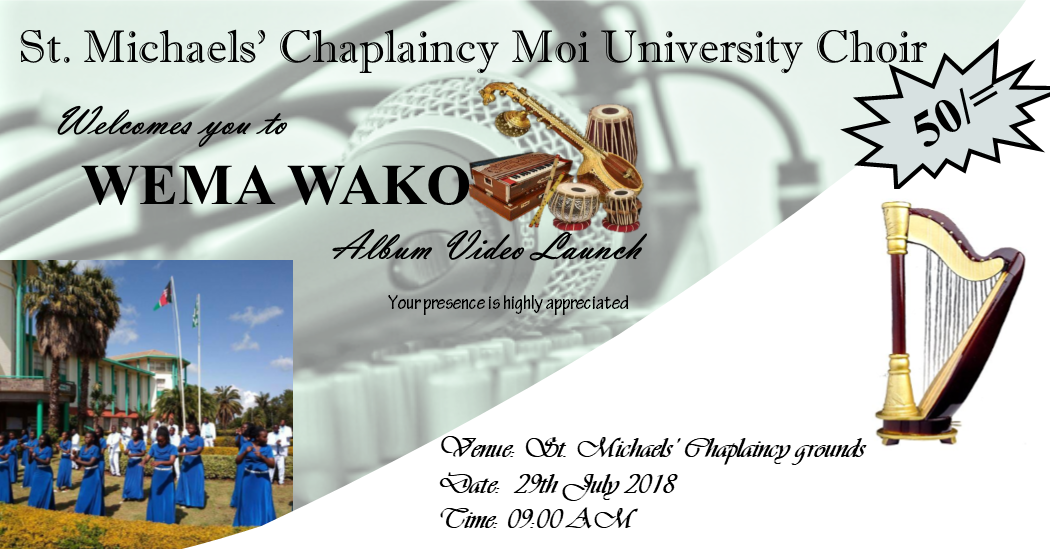 St. Michaels' Chaplaincy Moi University Choir
50/=
Welcomes you to
WEMA WAKO
Album Video Launch
Your presence is highly appreciated
Venue: St. Michaels' Chaplaincy grounds
Date: 29th July 2018
Time: 09:00 AM